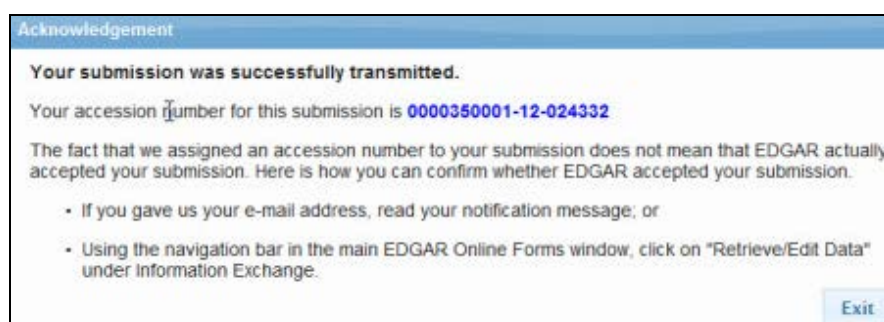 Acknowledgement
Your submission was successfully transmitted.
Your accession number for this submission is 0000350001-12-024332
The fact that we assigned an accession number to your submission does not mean that EDGAR actually
accepted your submission. Here is how you can confirm whether EDGAR accepted your submission.
• If you gave us your e-mail address, read your notification message; or
• Using the navigation bar in the main EDGAR Online Forms window, click on "Retrieve/Edit Data"
under Information Exchange.
Exit